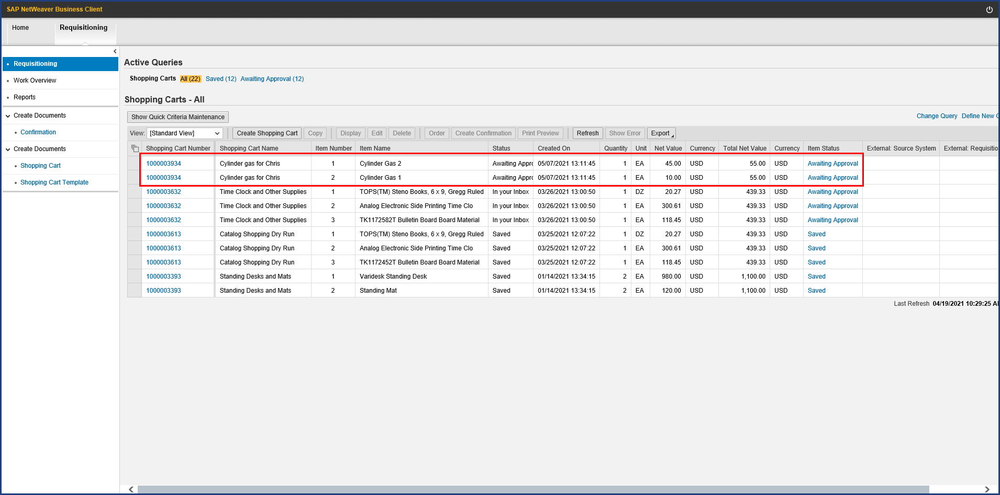 SAP NetWeaver Business Client
Home Requisitioning
Requisitioning
Work Overview
Reports
Create Documents
Confirmation
Create Documents
Shopping Cart
Shopping Cart Template
Active Queries
Shopping Carts All (22) Saved (12) Awaiting Approval (12)
Shopping Carts - All
Show Quick Criteria Maintenance Change Query Define New
View: [Standard View] Create Shopping Cart Copy Display Edit Delete Order Create Confirmation Print Preview Refresh Show Error Export
Shopping Cart Number Shopping Cart Name Item Number Item Name Status Created On Quantity Unit Net Value Currency Total Net Value Currency Item Status External: Source System External: Requisitio
1000003934 Cylinder gas for Chris 1 Cylinder Gas 2 Awaiting Appro 05/07/2021 13:11:45 1 EA 45.00 USD 55.00 USD Awaiting Approval
1000003934 Cylinder gas for Chris 2 Cylinder Gas 1 Awaiting Appro 05/07/2021 13:11:45 1 EA 10.00 USD 55.00 USD Awaiting Approval
1000003632 Time Clock and Other Supplies 1 TOPS(TM) Steno Books, 6 x 9, Gregg Ruled In your Inbox 03/26/2021 13:00:50 1 DZ 20.27 USD 439.33 USD Awaiting Approval
1000003632 Time Clock and Other Supplies 2 Analog Electronic Side Printing Time Clo In your Inbox 03/26/2021 13:00:50 1 EA 300.61 USD 439.33 USD Awaiting Approval
1000003632 Time Clock and Other Supplies 3 TK1172582T Bulletin Board Board Material In your Inbox 03/26/2021 13:00:50 1 EA 118.45 USD 439.33 USD Awaiting Approval
1000003613 Catalog Shopping Dry Run 1 TOPS(TM) Steno Books, 6 x 9, Gregg Ruled Saved 03/25/2021 12:07:22 1 DZ 20.27 USD 439.33 USD Saved
1000003613 Catalog Shopping Dry Run 2 Analog Electronic Side Printing Time Clo Saved 03/25/2021 12:07:22 1 EA 300.61 USD 439.33 USD Saved
1000003613 Catalog Shopping Dry Run 3 TK1172452T Bulletin Board Board Material Saved 03/25/2021 12:07:22 1 EA 118.45 USD 439.33 USD Saved
1000003393 Standing Desks and Mats 1 Varidesk Standing Desk Saved 01/14/2021 13:34:15 2 EA 980.00 USD 1,100.00 USD Saved
1000003393 Standing Desks and Mats 2 Standing Mat Saved 01/14/2021 13:34:15 2 EA 120.00 USD 1,100.00 USD Saved
Last Refresh 04/19/2021 10:29:25 A